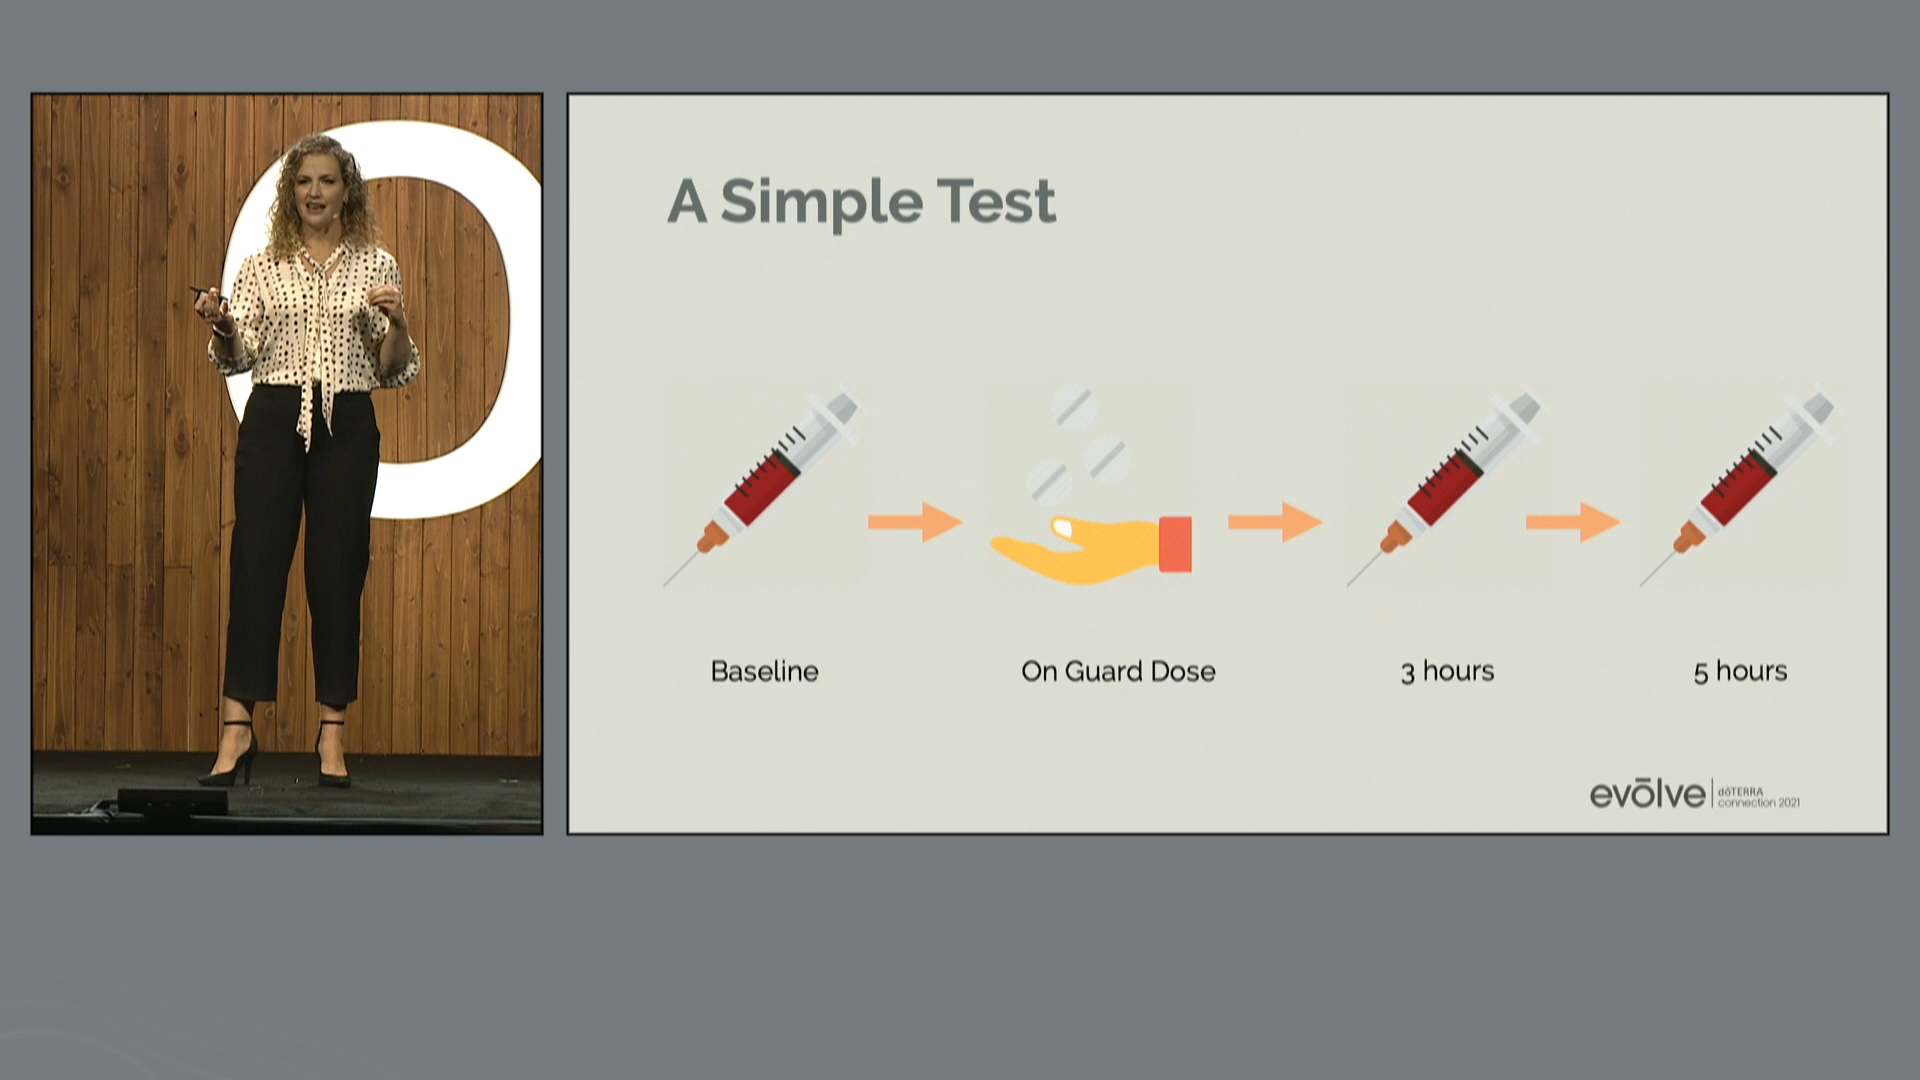 A Simple Test
Baseline
On Guard Dose
3 hours
5 hours
evōlve
dōTERRA
connection 2021